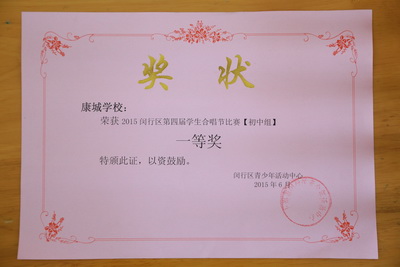 奖 状
康城学校：
荣获 2015 闵行区第四届学生合唱节比赛【初中组】
一等奖
特颁此证，以资鼓励。
闵行区青少年活动中心
2015 年 6 月